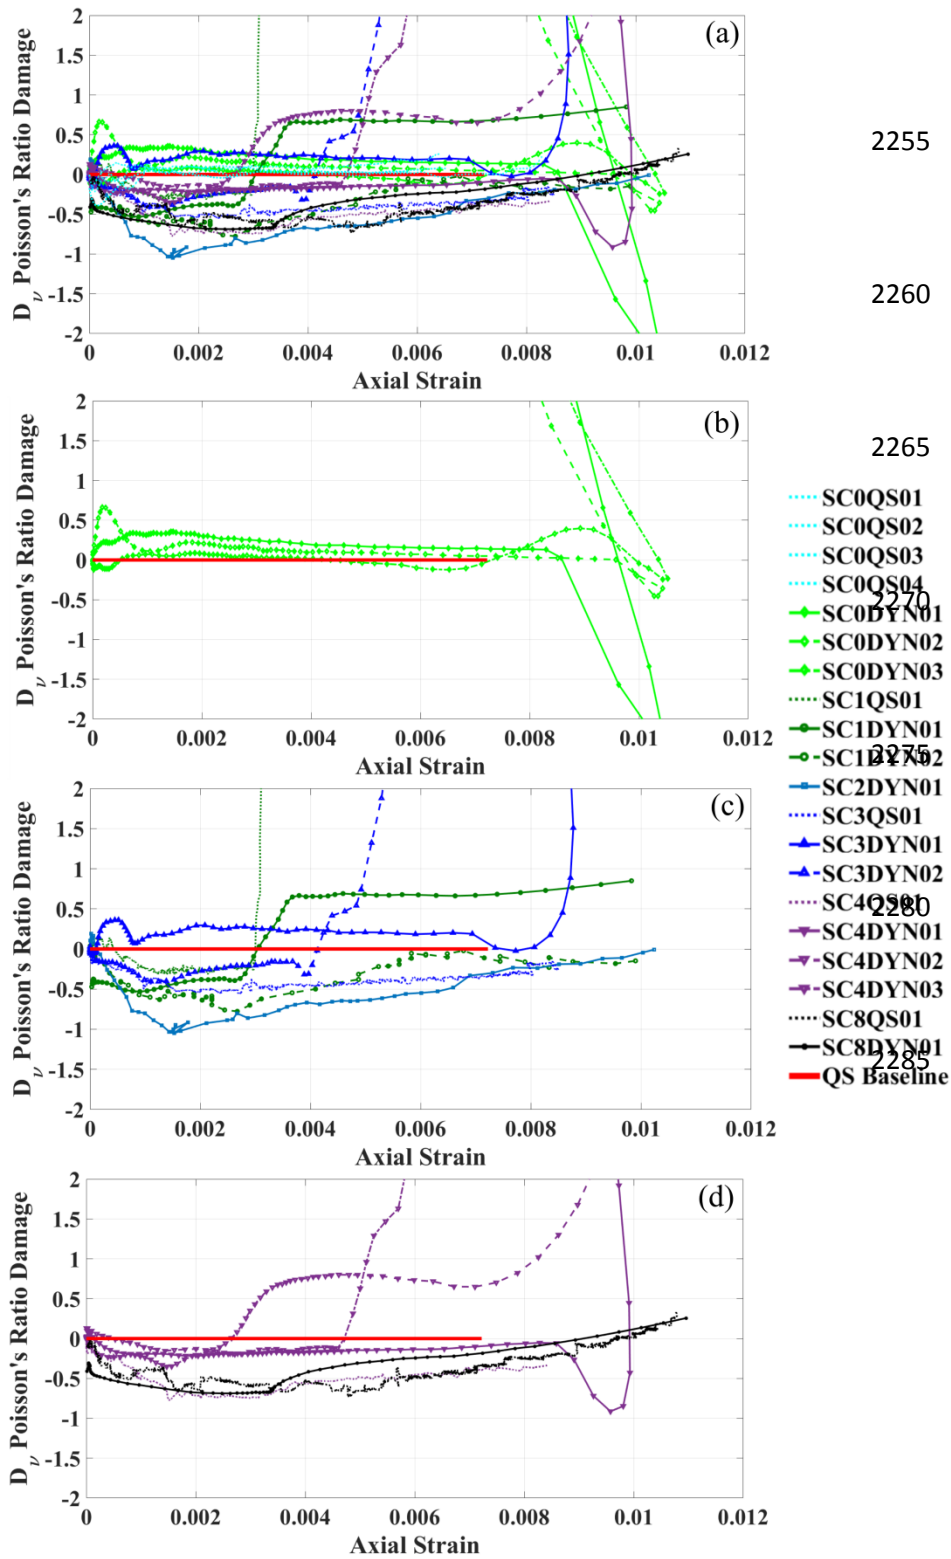 2
1.5
1
0.5
0
-0.5
-1
-1.5
-2
D_ν Poisson's Ratio Damage
(a)
0 0.002 0.004 0.006 0.008 0.01 0.012
Axial Strain
2
1.5
1
0.5
0
-0.5
-1
-1.5
-2
D_ν Poisson's Ratio Damage
(b)
0 0.002 0.004 0.006 0.008 0.01 0.012
Axial Strain
2
1.5
1
0.5
0
-0.5
-1
-1.5
-2
D_ν Poisson's Ratio Damage
(c)
0 0.002 0.004 0.006 0.008 0.01 0.012
Axial Strain
2
1.5
1
0.5
0
-0.5
-1
-1.5
-2
D_ν Poisson's Ratio Damage
(d)
0 0.002 0.004 0.006 0.008 0.01 0.012
Axial Strain
2255
2260
2265
SC0QS01
SC0QS02
SC0QS03
SC0QS04
2270
SC0DYN01
SC0DYN02
SC0DYN03
SC1QS01
SC1DYN01
SC1DYN02
2275
SC2DYN01
SC3QS01
SC3DYN01
SC3DYN02
SC4QS01
2280
SC4DYN01
SC4DYN02
SC4DYN03
SC8QS01
SC8DYN01
2285
QS Baseline